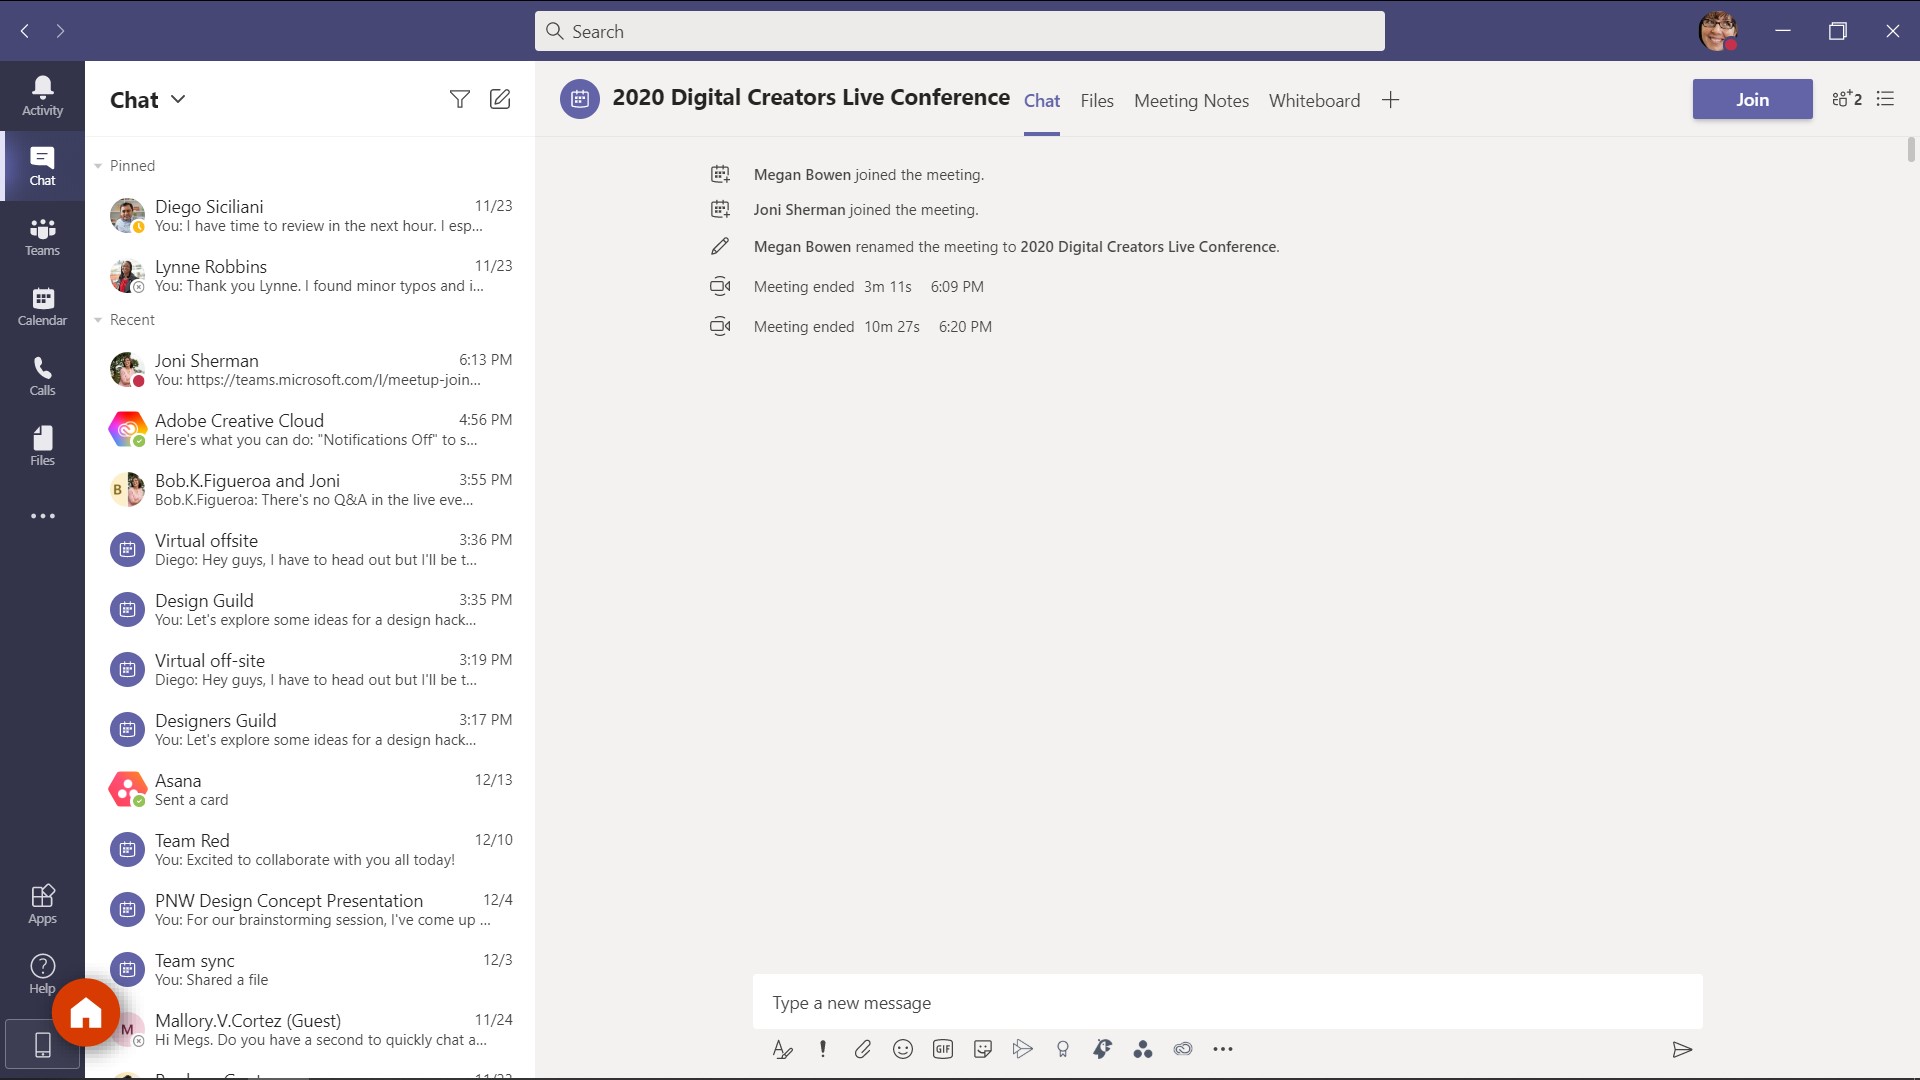 Search
Activity
Chat
Teams
Calendar
Calls
Files
Apps
Help
Chat
Pinned
Diego Siciliani 11/23
You: I have time to review in the next hour. I esp...
Lynne Robbins 11/23
You: Thank you Lynne. I found minor typos and i...
Recent
Joni Sherman 6:13 PM
You: https://teams.microsoft.com/l/meetup-join...
Adobe Creative Cloud 4:56 PM
Here's what you can do: "Notifications Off" to s...
B
Bob.K.Figueroa and Joni 3:55 PM
Bob.K.Figueroa: There's no Q&A in the live eve...
Virtual offsite 3:36 PM
Diego: Hey guys, I have to head out but I'll be t...
Design Guild 3:35 PM
You: Let's explore some ideas for a design hack...
Virtual off-site 3:19 PM
Diego: Hey guys, I have to head out but I'll be t...
Designers Guild 3:17 PM
You: Let's explore some ideas for a design hack...
Asana 12/13
Sent a card
Team Red 12/10
You: Excited to collaborate with you all today!
PNW Design Concept Presentation 12/4
You: For our brainstorming session, I've come up ...
Team sync 12/3
You: Shared a file
M
Mallory.V.Cortez (Guest) 11/24
Hi Megs. Do you have a second to quickly chat a...
2020 Digital Creators Live Conference Chat Files Meeting Notes Whiteboard Join 2
Megan Bowen joined the meeting.
Joni Sherman joined the meeting.
Megan Bowen renamed the meeting to 2020 Digital Creators Live Conference.
Meeting ended 3m 11s 6:09 PM
Meeting ended 10m 27s 6:20 PM
Type a new message
GIF